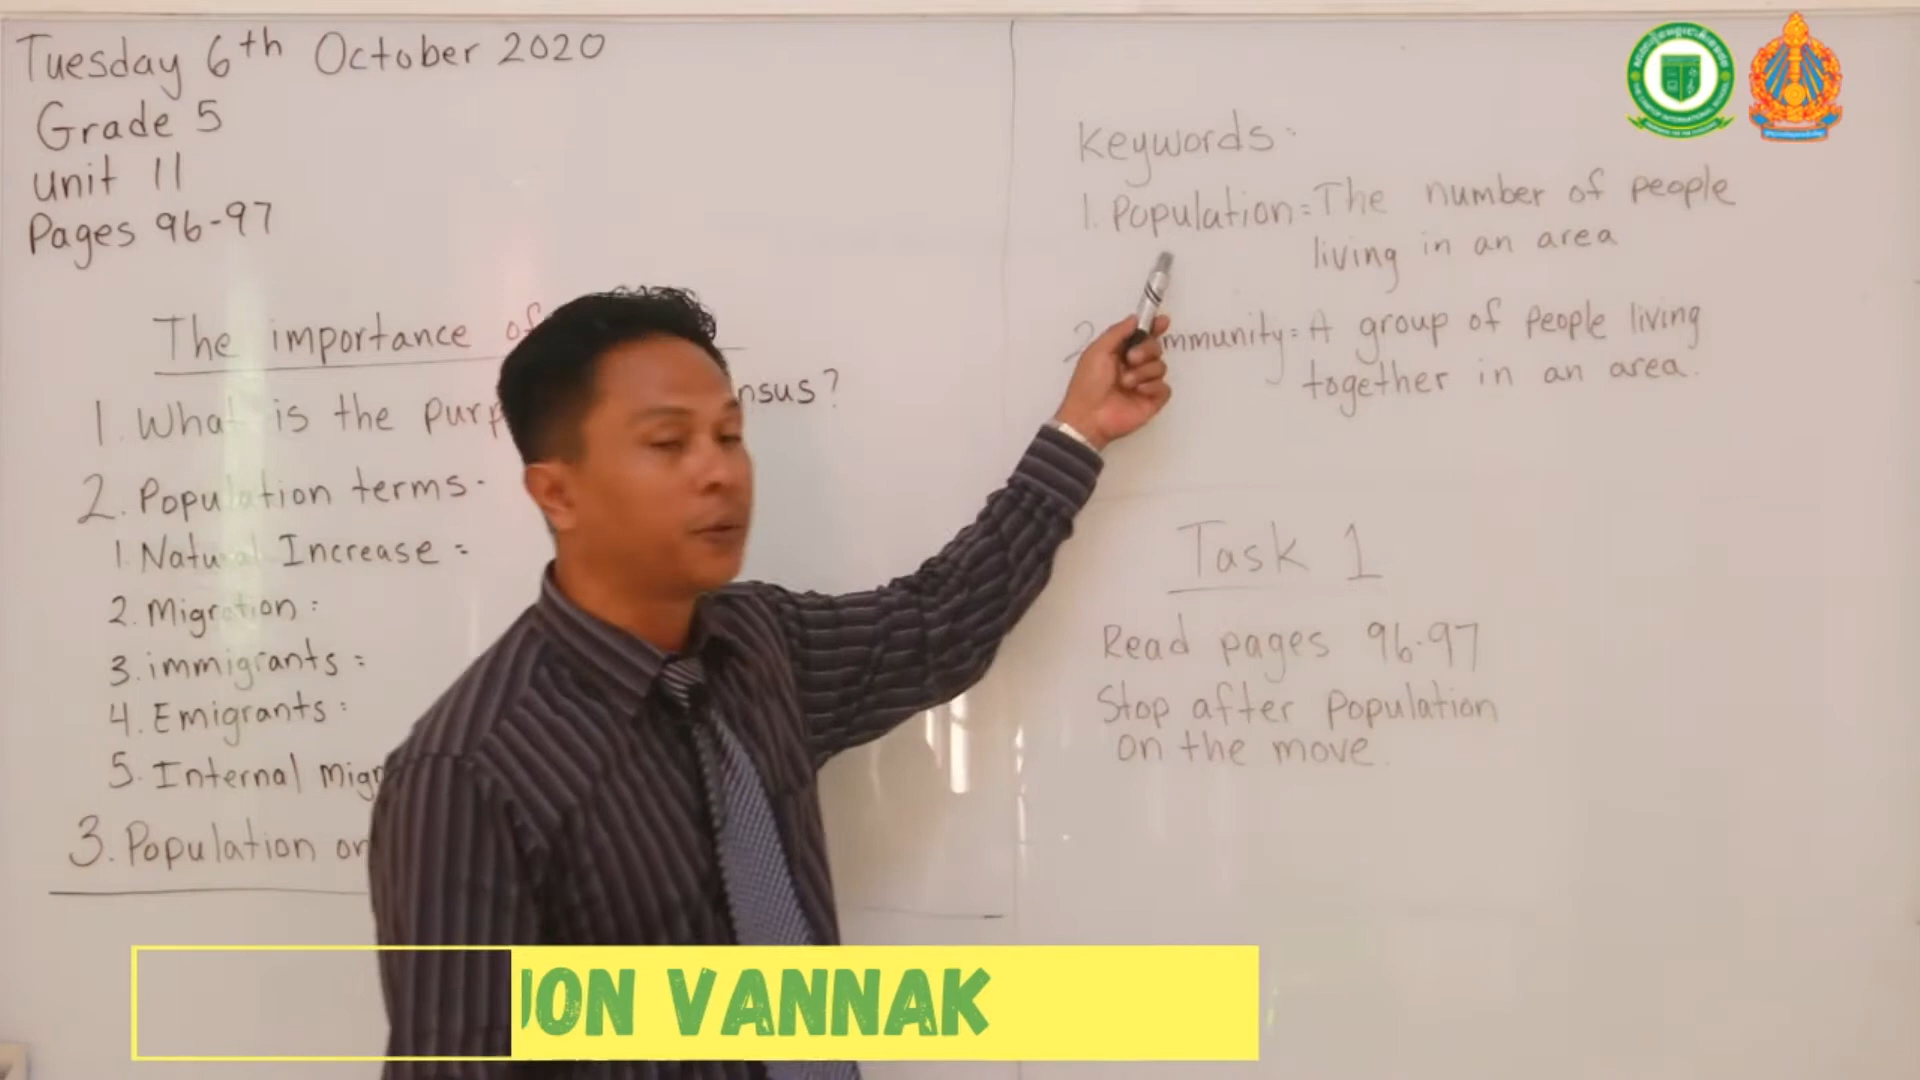 Tuesday 6th October 2020
Grade 5
Unit 11
Pages 96-97
The importance of
1. What is the purp nsus?
2. Population terms.
1. Natural Increase =
2. Migration :
3. immigrants =
4. Emigrants :
5. Internal migr
3. Population on
Keywords:
1. Population = The number of people
living in an area
2. mmunity = A group of people living
together in an area.
Task 1
Read pages 96-97
Stop after population
on the move.
JON VANNAK